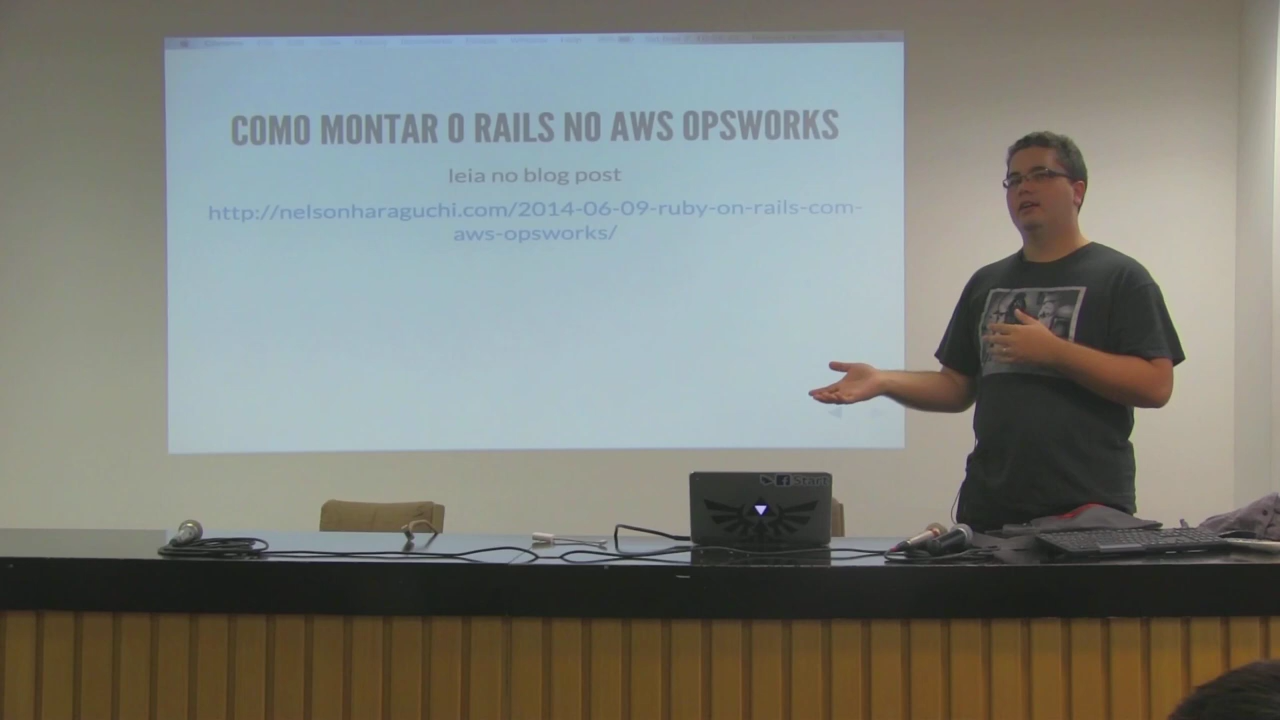 COMO MONTAR O RAILS NO AWS OPSWORKS
leia no blog post
http://nelsonharaguchi.com/2014-06-09-ruby-on-rails-com-
aws-opsworks/
Start